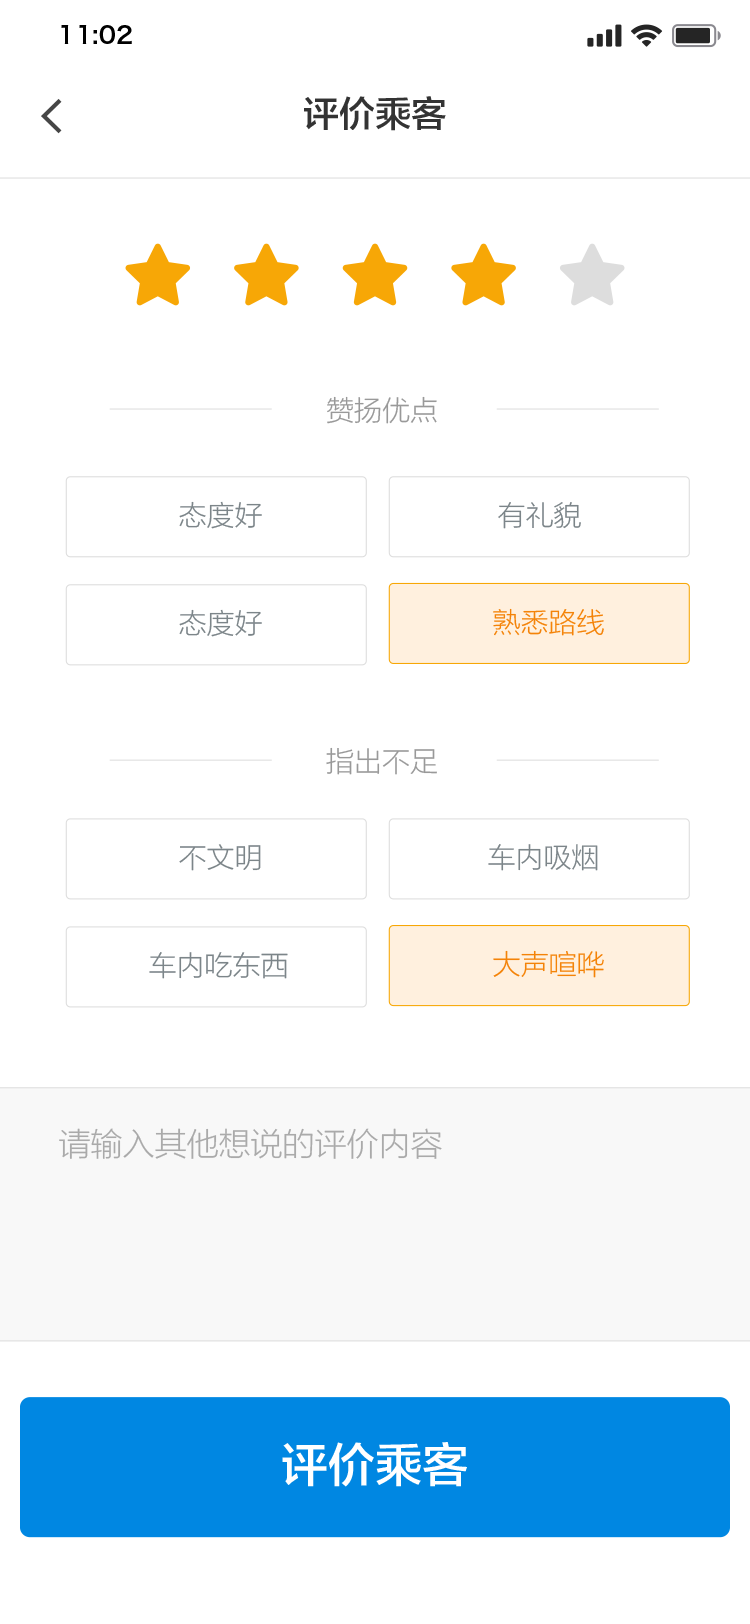 11:02
评价乘客
赞扬优点
态度好
有礼貌
态度好
熟悉路线
指出不足
不文明
车内吸烟
车内吃东西
大声喧哗
请输入其他想说的评价内容
评价乘客